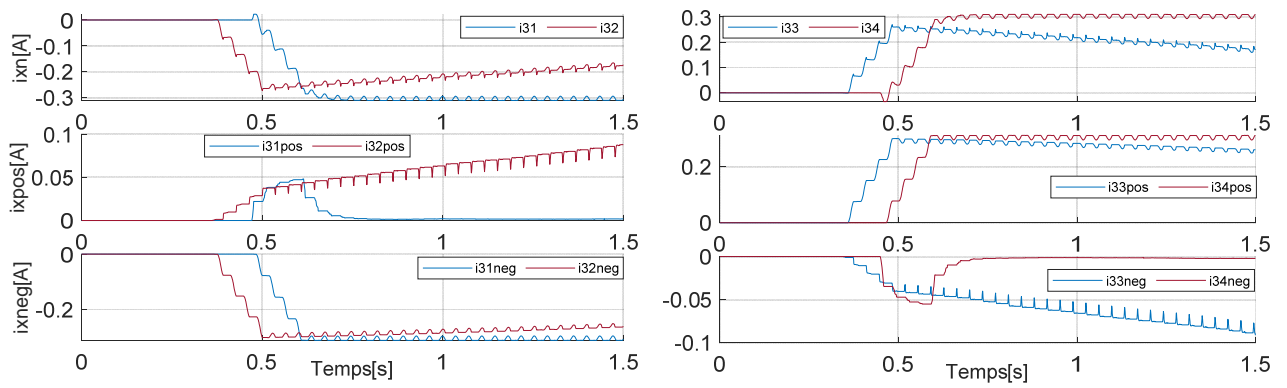 ixn[A]
0
-0.1
-0.2
-0.3
i31 i32
0 0.5 1 1.5
ixpos[A]
0.1
0.05
0
i31pos i32pos
0 0.5 1 1.5
ixneg[A]
0
-0.2
i31neg i32neg
0 0.5 1 1.5
Temps[s]
0.3
0.2
0.1
0
i33 i34
0 0.5 1 1.5
0.2
0
i33pos i34pos
0 0.5 1 1.5
0
-0.05
-0.1
i33neg i34neg
0 0.5 1 1.5
Temps[s]